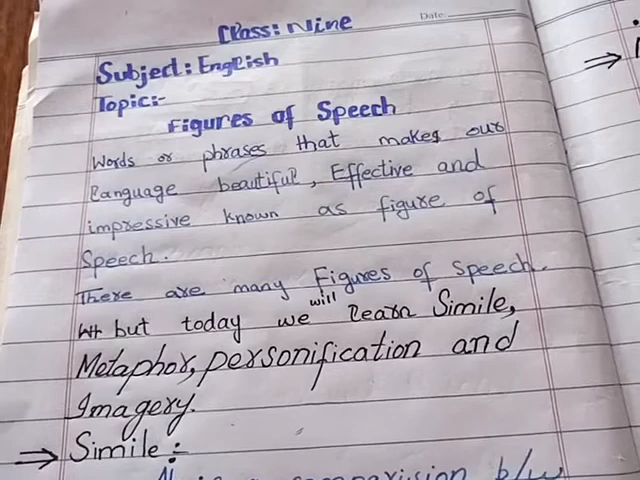 Class: Nine
Date:
Subject: English
Topic:-
Figures of Speech
Words or phrases that makes our
language beautiful, Effective and
impressive known as figure of
Speech.
There are many Figures of speech.
but today we will learn Simile,
Metaphor, personification and
Imagery.
⇒ Simile:
comparision b/w
⇒